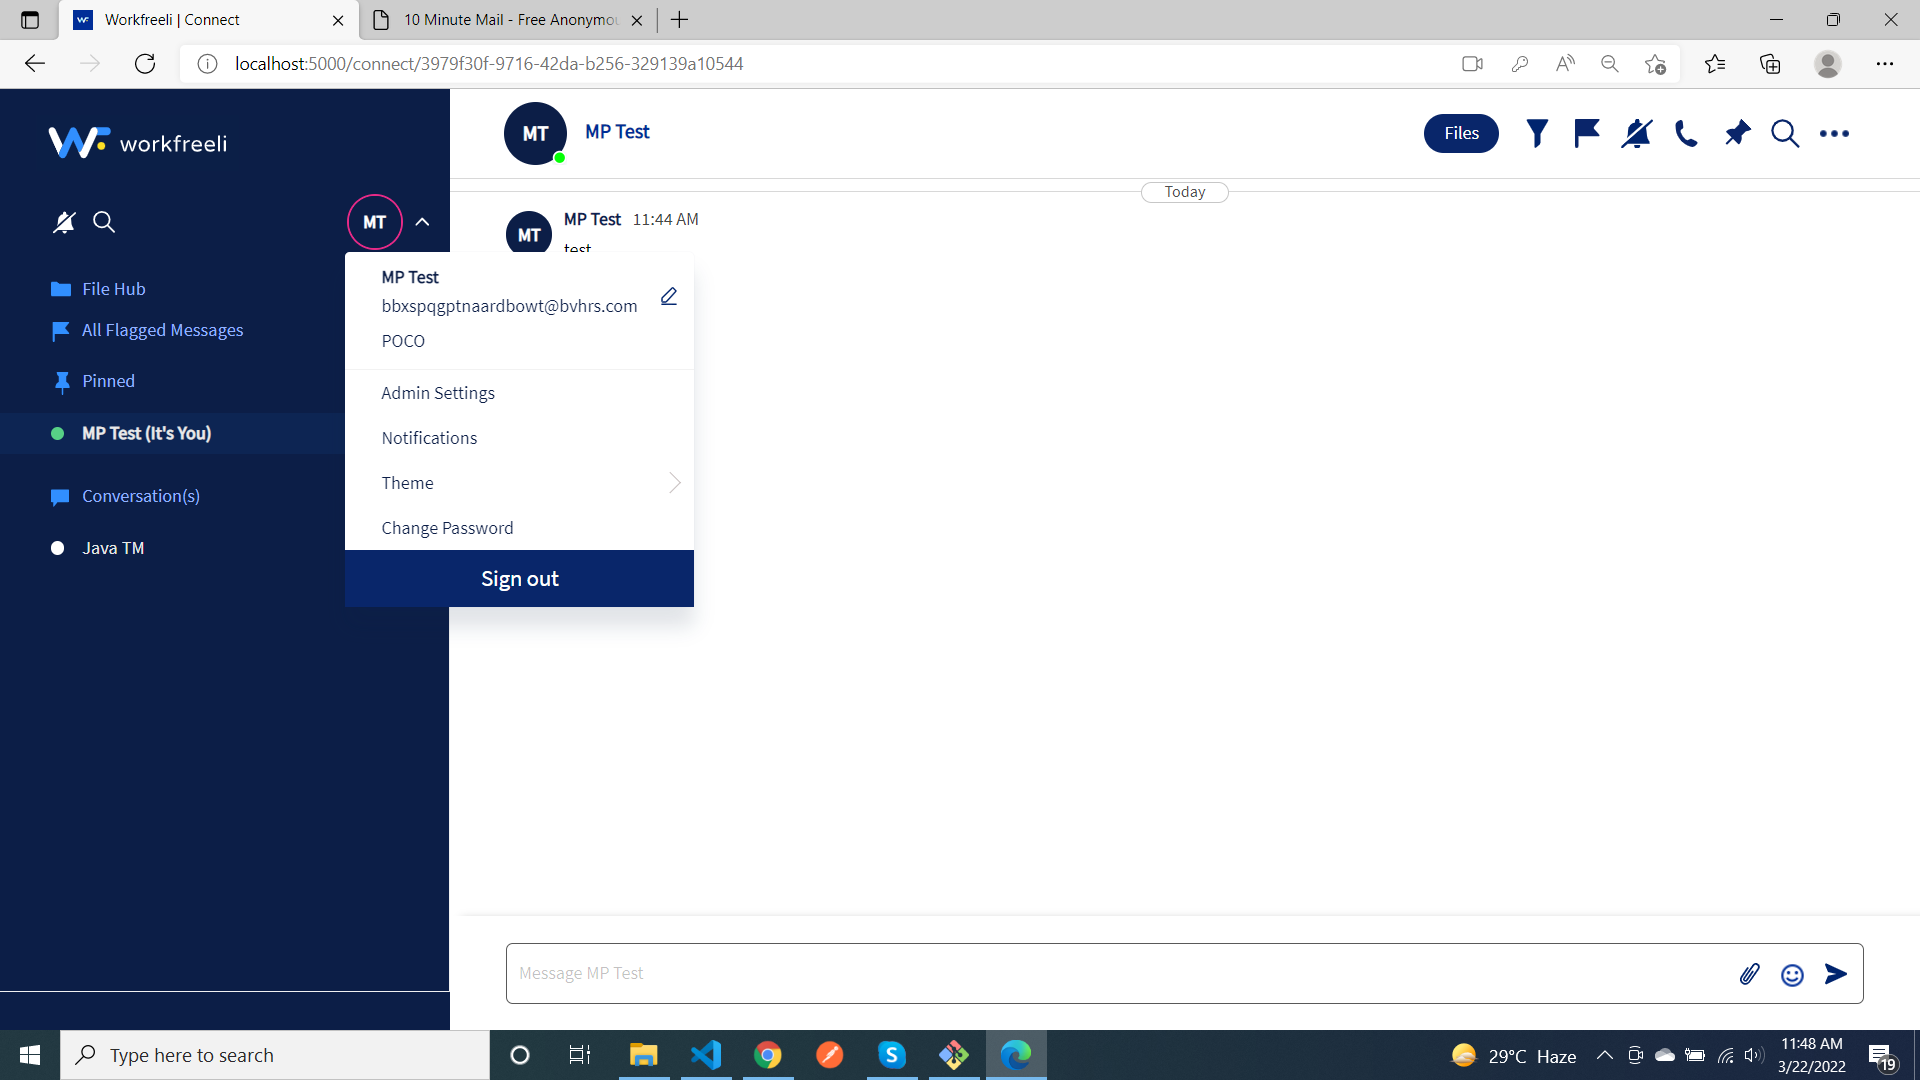 Workfreeli | Connect
10 Minute Mail - Free Anonymou
localhost:5000/connect/3979f30f-9716-42da-b256-329139a10544
workfreeli
MT
MP Test
Files
Today
MT
MT
MP Test 11:44 AM
test
MP Test
bbxspqgptnaardbowt@bvhrs.com
POCO
Admin Settings
Notifications
Theme
Change Password
Sign out
File Hub
All Flagged Messages
Pinned
MP Test (It's You)
Conversation(s)
Java TM
Message MP Test
Type here to search
29°C Haze
11:48 AM
3/22/2022
19